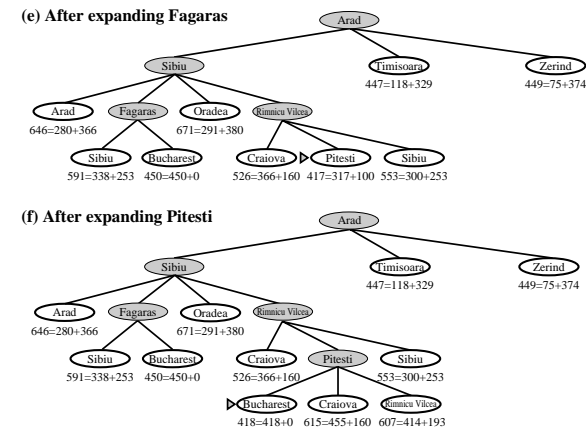 (e) After expanding Fagaras
Arad
Sibiu
Timisoara
Zerind
447=118+329
449=75+374
Arad
Fagaras
Oradea
Rimnicu Vilcea
646=280+366
671=291+380
Sibiu
Bucharest
Craiova
Pitesti
Sibiu
591=338+253
450=450+0
526=366+160
417=317+100
553=300+253
(f) After expanding Pitesti
Arad
Sibiu
Timisoara
Zerind
447=118+329
449=75+374
Arad
Fagaras
Oradea
Rimnicu Vilcea
646=280+366
671=291+380
Sibiu
Bucharest
Craiova
Pitesti
Sibiu
591=338+253
450=450+0
526=366+160
553=300+253
Bucharest
Craiova
Rimnicu Vilcea
418=418+0
615=455+160
607=414+193